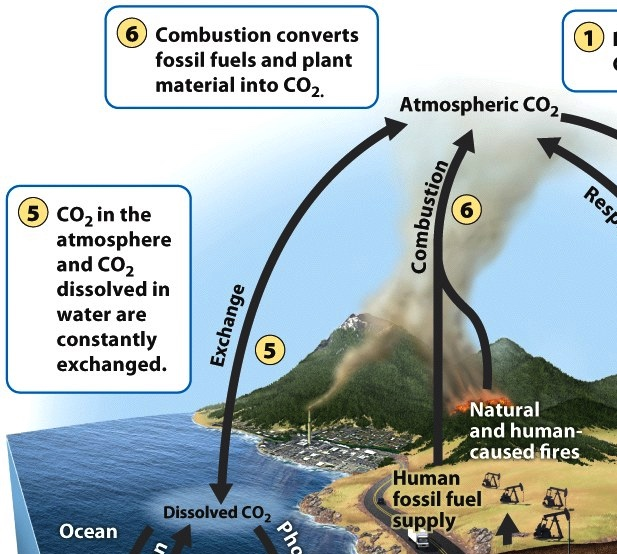 6 Combustion converts
fossil fuels and plant
material into CO₂.
1
Atmospheric CO₂
5 CO₂ in the
atmosphere
and CO₂
dissolved in
water are
constantly
exchanged.
Exchange
5
Combustion
6
Natural
and human-
caused fires
Human
fossil fuel
supply
Dissolved CO₂
Ocean